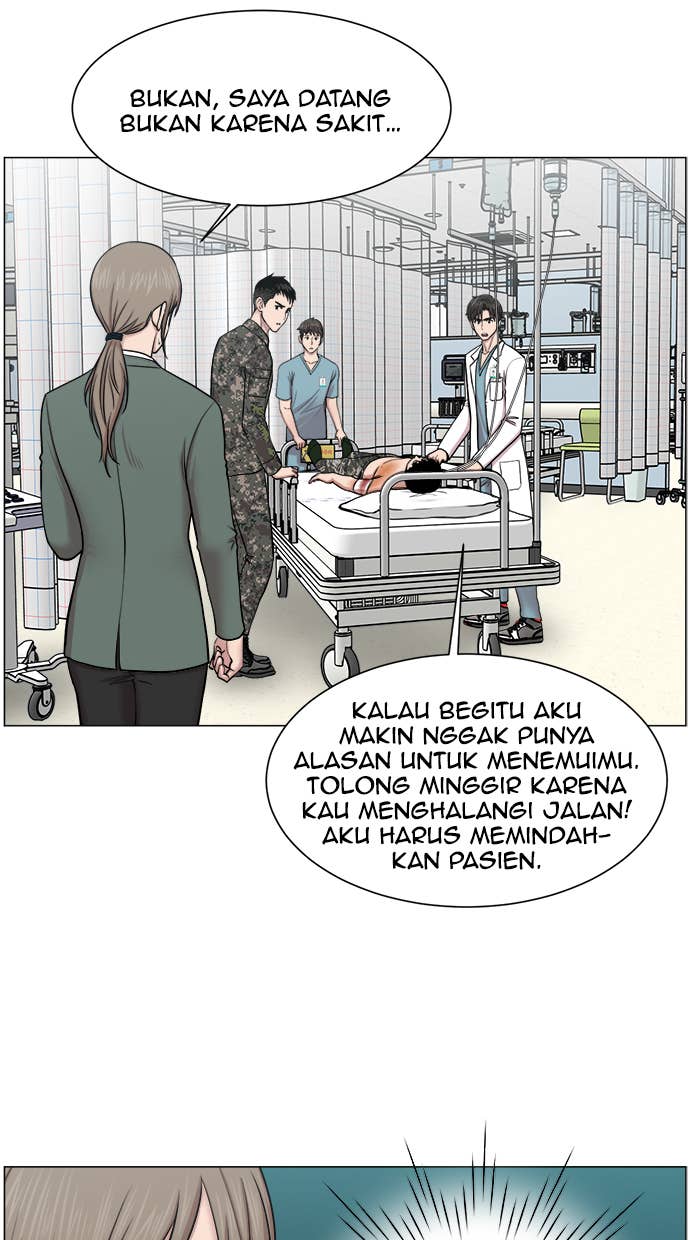 BUKAN, SAYA DATANG
BUKAN KARENA SAKIT...
KALAU BEGITU AKU
MAKIN NGGAK PUNYA
ALASAN UNTUK MENEMUIMU.
TOLONG MINGGIR KARENA
KAU MENGHALANGI JALAN!
AKU HARUS MEMINDAH-
KAN PASIEN.